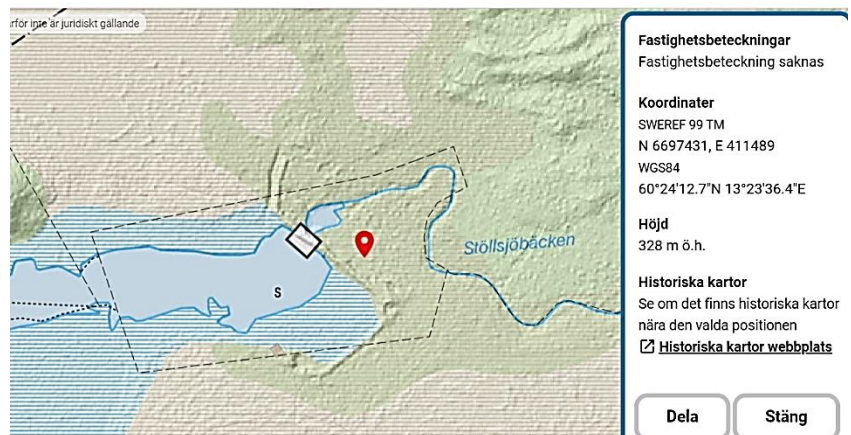 rför inte är juridiskt gällande
S
Stöllsjöbäcken
Fastighetsbeteckningar
Fastighetsbeteckning saknas
Koordinater
SWEREF 99 TM
N 6697431, E 411489
WGS84
60°24'12.7"N 13°23'36.4"E
Höjd
328 m ö.h.
Historiska kartor
Se om det finns historiska kartor
nära den valda positionen
Historiska kartor webbplats
Dela
Stäng